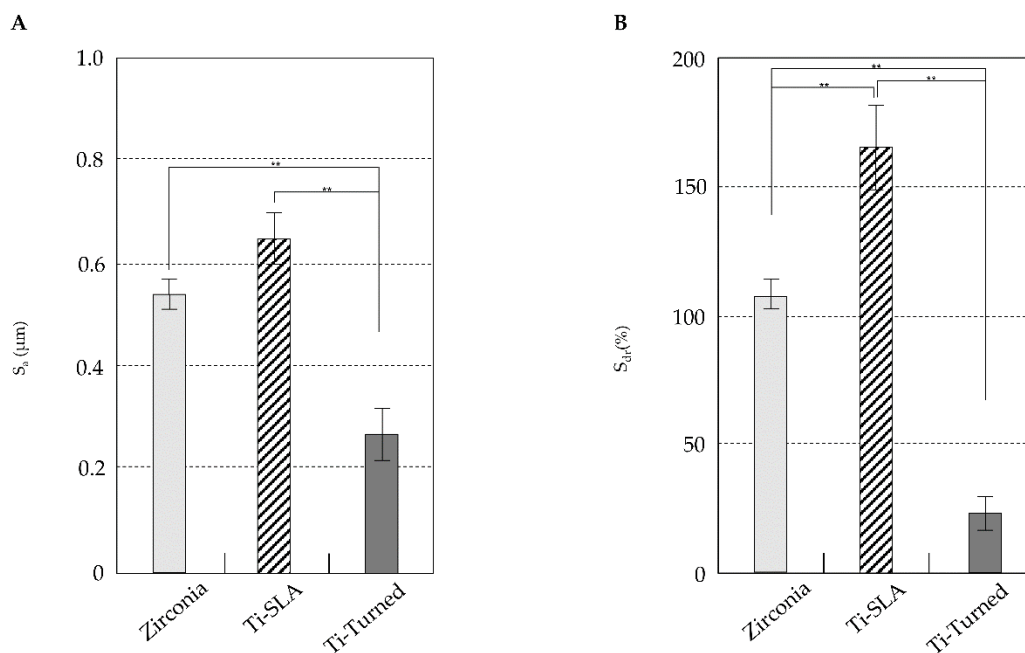 A
1.0
0.8
0.6
0.4
0.2
0
Sₐ (μm)
**
**
Zirconia
Ti-SLA
Ti-Turned
B
200
150
100
50
0
S_dr(%)
**
**
**
Zirconia
Ti-SLA
Ti-Turned